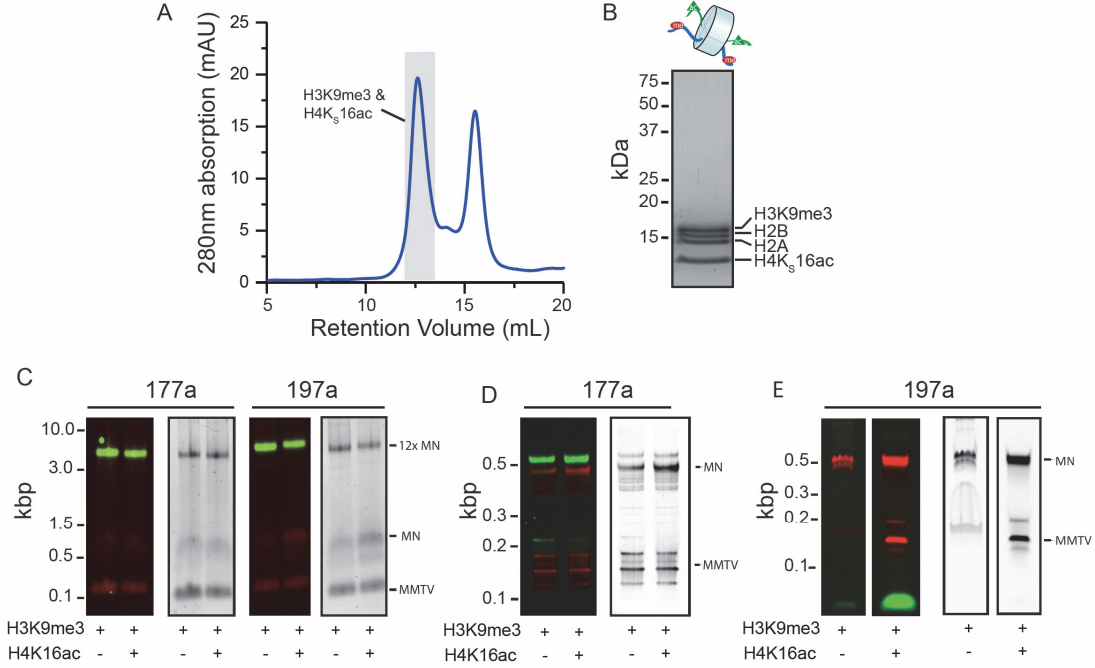 A
25
20
15
10
5
0
280nm absorption (mAU)
H3K9me3 &
H4KS16ac
5 10 15 20
Retention Volume (mL)
B
ac
me
ac
me
kDa
75
50
37
25
20
15
H3K9me3
H2B
H2A
H4KS16ac
C
177a 197a
kbp
10.0
3.0
1.5
0.5
0.1
12x MN
MN
MMTV
H3K9me3 + + + + + + + +
H4K16ac - + - + - + - +
D
177a
kbp
0.5
0.3
0.2
0.1
MN
MMTV
H3K9me3 + + + +
H4K16ac - + - +
E
197a
kbp
0.5
0.3
0.2
0.1
MN
MMTV
H3K9me3 + + + +
H4K16ac - + - +